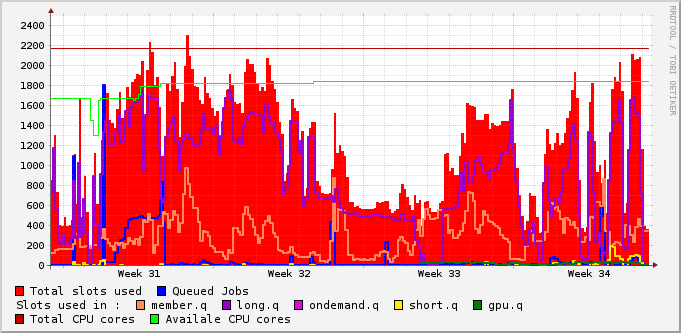 RRDTOOL / TOBI OETIKER
2400
2200
2000
1800
1600
1400
1200
1000
800
600
400
200
0
Week 31 Week 32 Week 33 Week 34
Total slots used Queued Jobs
Slots used in : member.q long.q ondemand.q short.q gpu.q
Total CPU cores Availale CPU cores